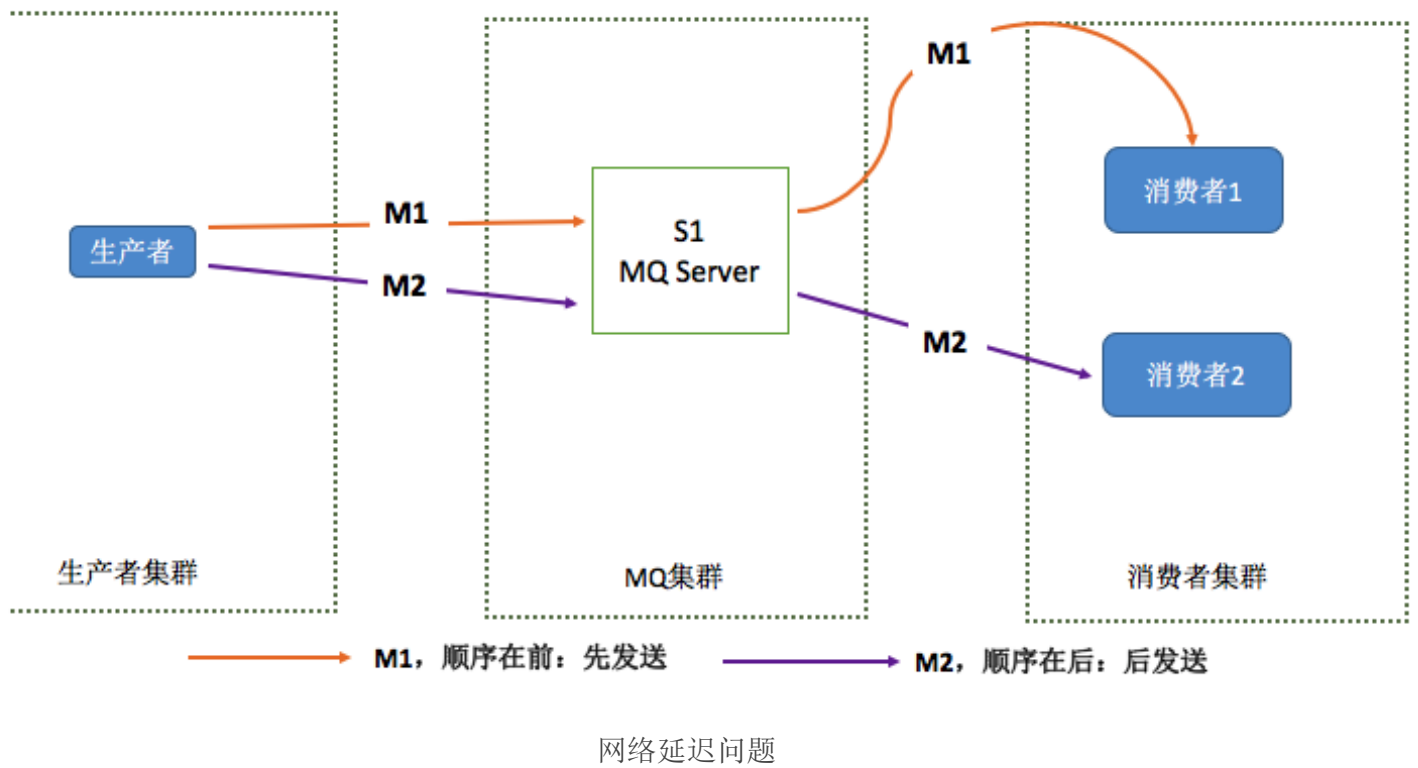 M1
消费者1
生产者
M1
M2
S1
MQ Server
M2
消费者2
生产者集群
MQ集群
消费者集群
M1，顺序在前：先发送
M2，顺序在后：后发送
网络延迟问题